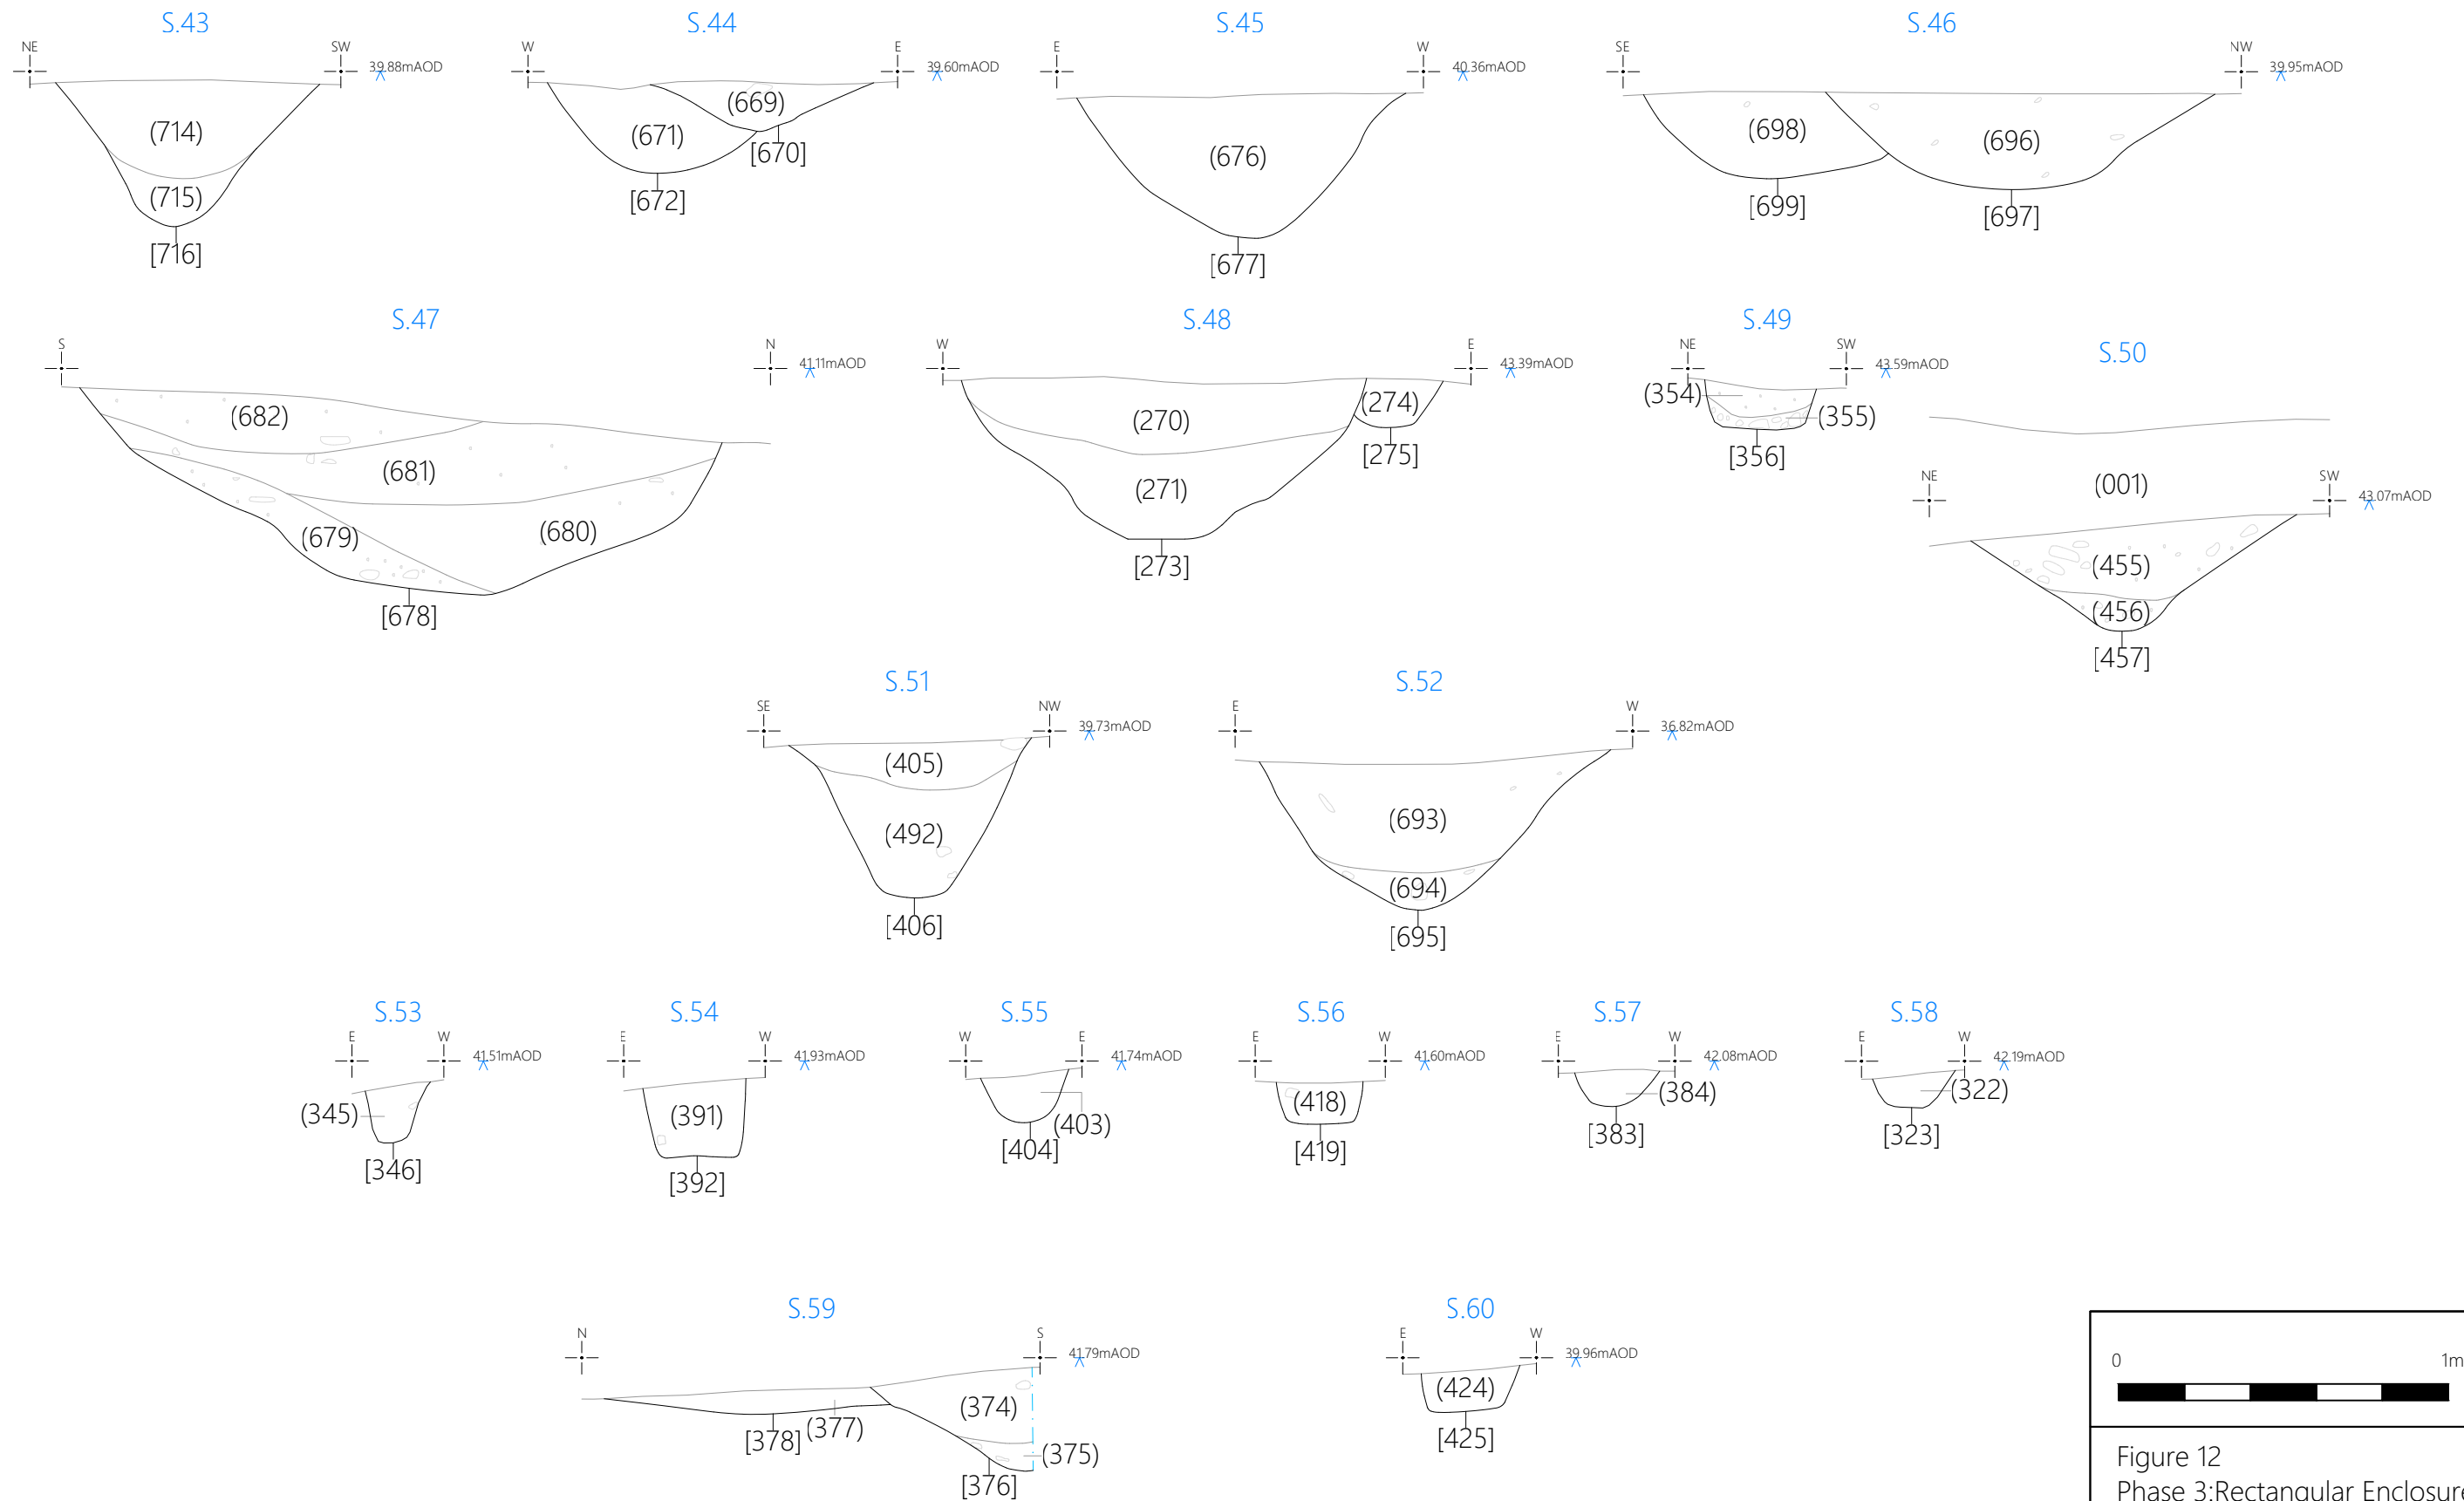 S.43
NE SW 39.88mAOD
(714)
(715)
[716]
S.44
W E 39.60mAOD
(669)
(671)
[670]
[672]
S.45
E W 40.36mAOD
(676)
[677]
S.46
SE NW 39.95mAOD
(698) (696)
[699] [697]
S.47
S N 41.11mAOD
(682)
(681)
(679) (680)
[678]
S.48
W E 43.39mAOD
(270) (274)
[275]
(271)
[273]
S.49
NE SW 43.59mAOD
(354)
(355)
[356]
S.50
(001)
NE SW 43.07mAOD
(455)
(456)
[457]
S.51
SE NW 39.73mAOD
(405)
(492)
[406]
S.52
E W 36.82mAOD
(693)
(694)
[695]
S.53
E W 41.51mAOD
(345)
[346]
S.54
E W 41.93mAOD
(391)
[392]
S.55
W E 41.74mAOD
(403)
[404]
S.56
E W 41.60mAOD
(418)
[419]
S.57
E W 42.08mAOD
(384)
[383]
S.58
E W 42.19mAOD
(322)
[323]
S.59
N S 41.79mAOD
(374)
(377)
[378]
(375)
[376]
S.60
E W 39.96mAOD
(424)
[425]
0 1m
Figure 12
Phase 3:Rectangular Enclosure